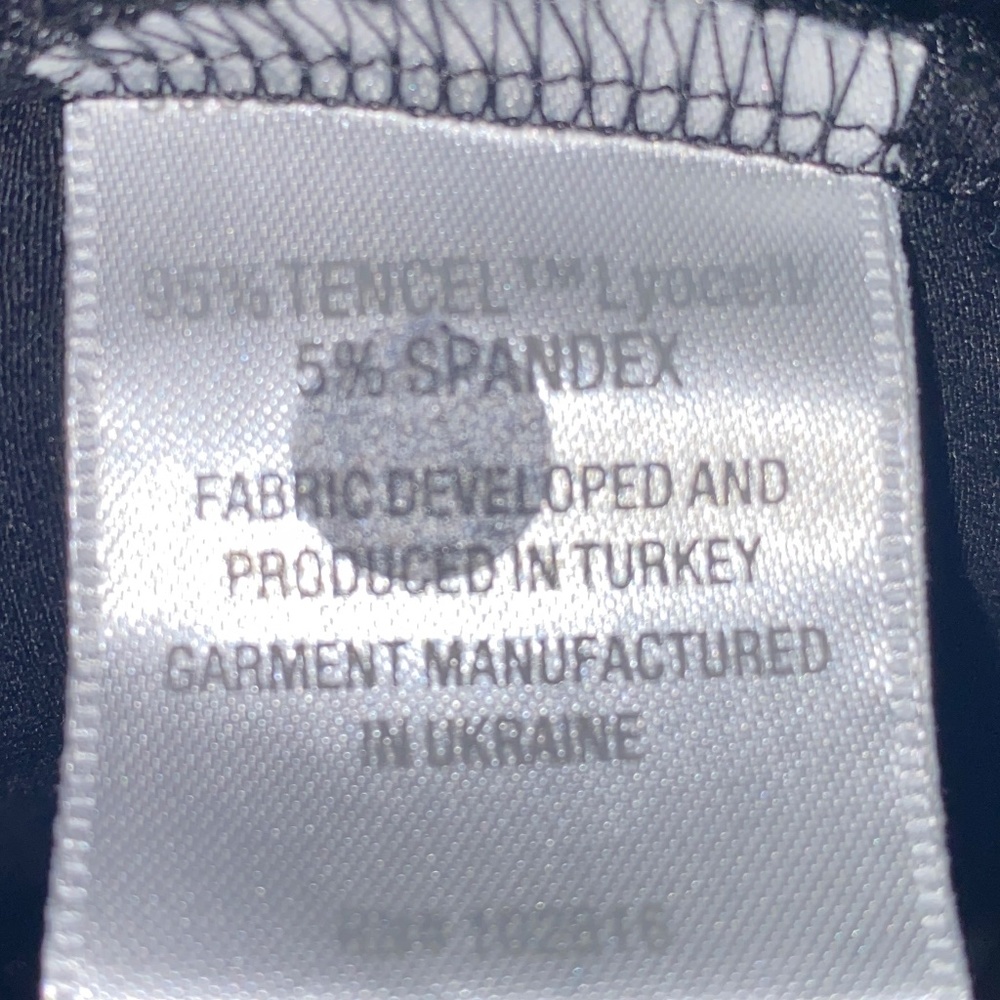 95% TENCEL™ Lyocell/
5% SPANDEX
FABRIC DEVELOPED AND
PRODUCED IN TURKEY
GARMENT MANUFACTURED
IN UKRAINE